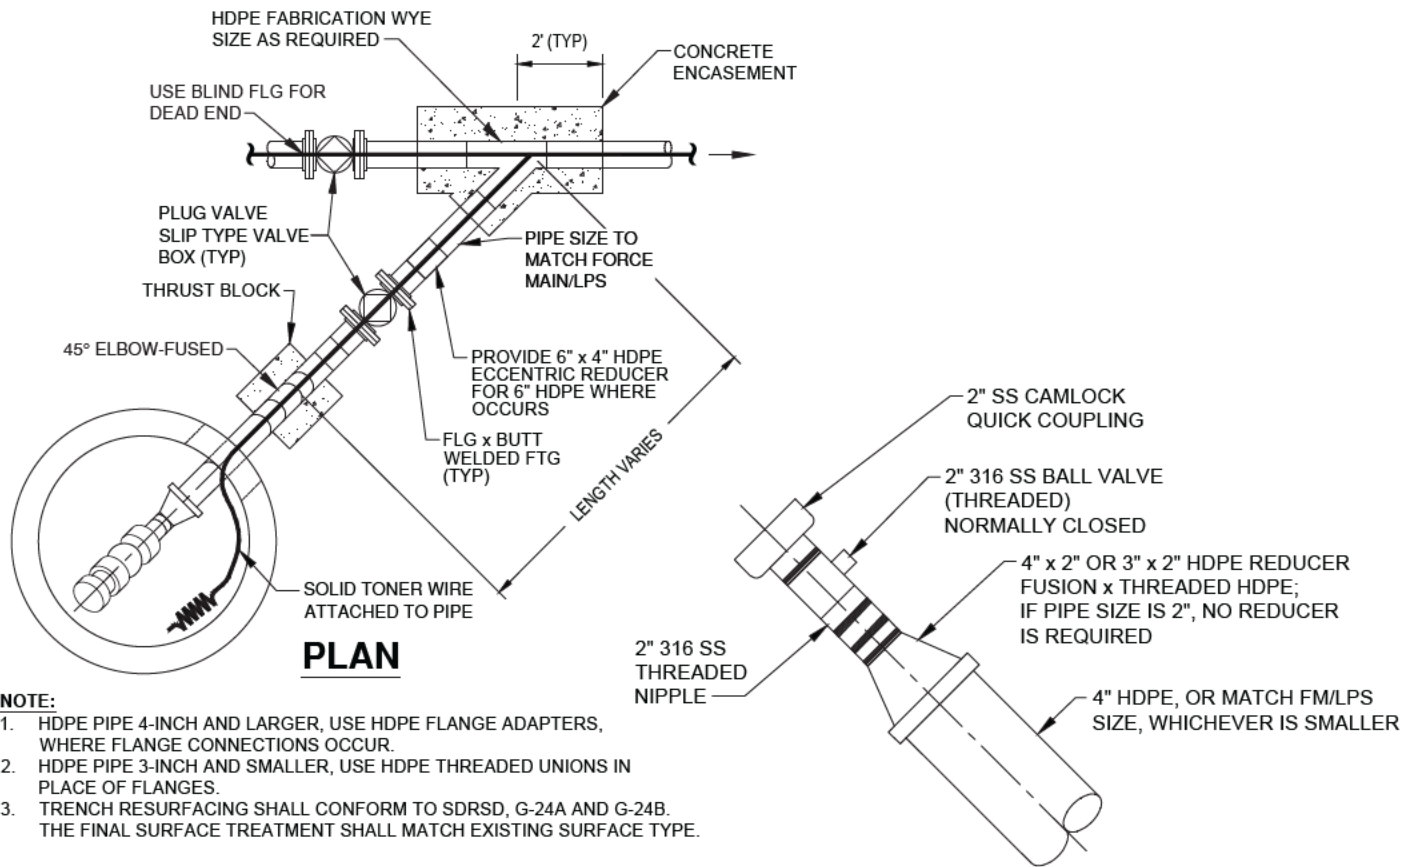 HDPE FABRICATION WYE
SIZE AS REQUIRED
2' (TYP)
CONCRETE
ENCASEMENT
USE BLIND FLG FOR
DEAD END
PLUG VALVE
SLIP TYPE VALVE
BOX (TYP)
PIPE SIZE TO
MATCH FORCE
MAIN/LPS
THRUST BLOCK
45° ELBOW-FUSED
PROVIDE 6" x 4" HDPE
ECCENTRIC REDUCER
FOR 6" HDPE WHERE
OCCURS
FLG x BUTT
WELDED FTG
(TYP)
LENGTH VARIES
SOLID TONER WIRE
ATTACHED TO PIPE
PLAN
2" SS CAMLOCK
QUICK COUPLING
2" 316 SS BALL VALVE
(THREADED)
NORMALLY CLOSED
4" x 2" OR 3" x 2" HDPE REDUCER
FUSION x THREADED HDPE;
IF PIPE SIZE IS 2", NO REDUCER
IS REQUIRED
2" 316 SS
THREADED
NIPPLE
4" HDPE, OR MATCH FM/LPS
SIZE, WHICHEVER IS SMALLER
NOTE:
1. HDPE PIPE 4-INCH AND LARGER, USE HDPE FLANGE ADAPTERS,
WHERE FLANGE CONNECTIONS OCCUR.
2. HDPE PIPE 3-INCH AND SMALLER, USE HDPE THREADED UNIONS IN
PLACE OF FLANGES.
3. TRENCH RESURFACING SHALL CONFORM TO SDRSD, G-24A AND G-24B.
THE FINAL SURFACE TREATMENT SHALL MATCH EXISTING SURFACE TYPE.